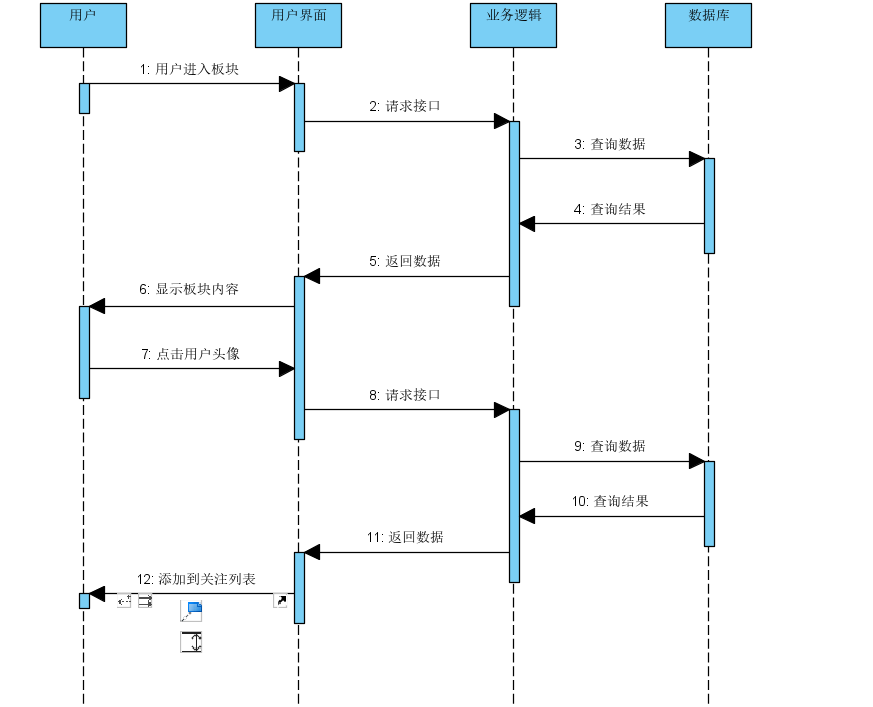 用户
用户界面
业务逻辑
数据库
1: 用户进入板块
2: 请求接口
3: 查询数据
4: 查询结果
5: 返回数据
6: 显示板块内容
7: 点击用户头像
8: 请求接口
9: 查询数据
10: 查询结果
11: 返回数据
12: 添加到关注列表